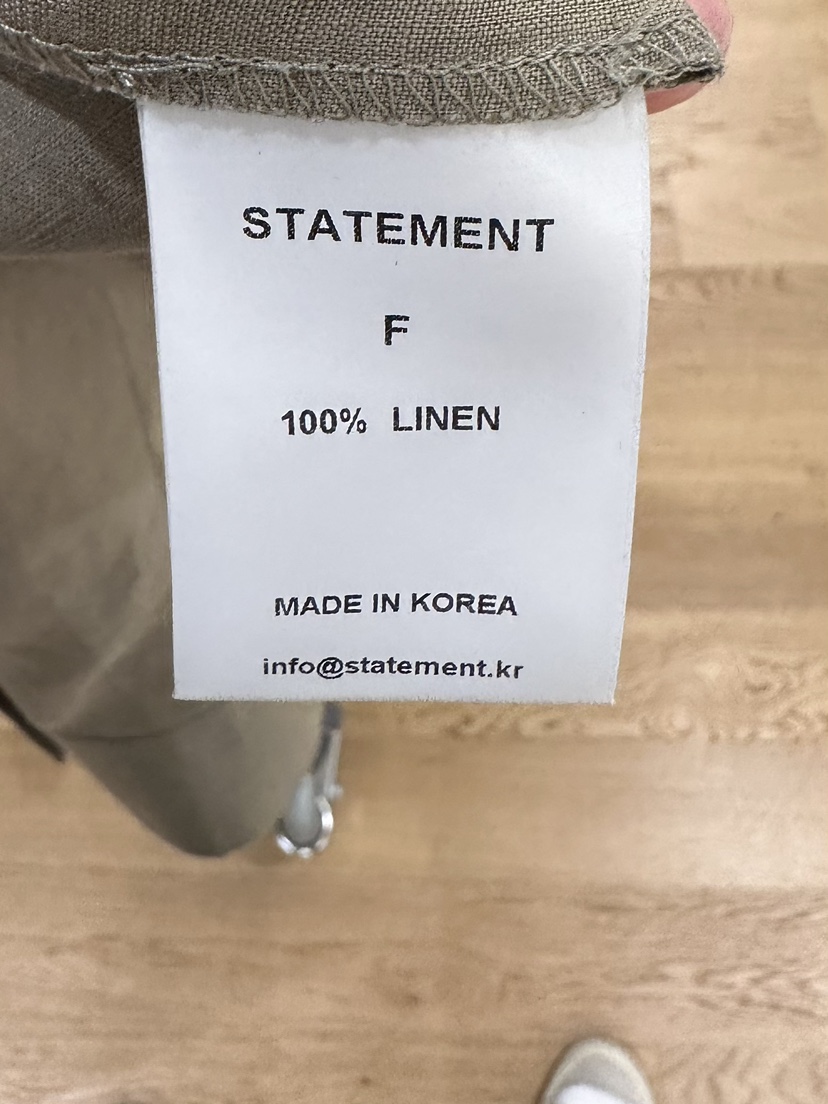 STATEMENT
F
100% LINEN
MADE IN KOREA
info@statement.kr